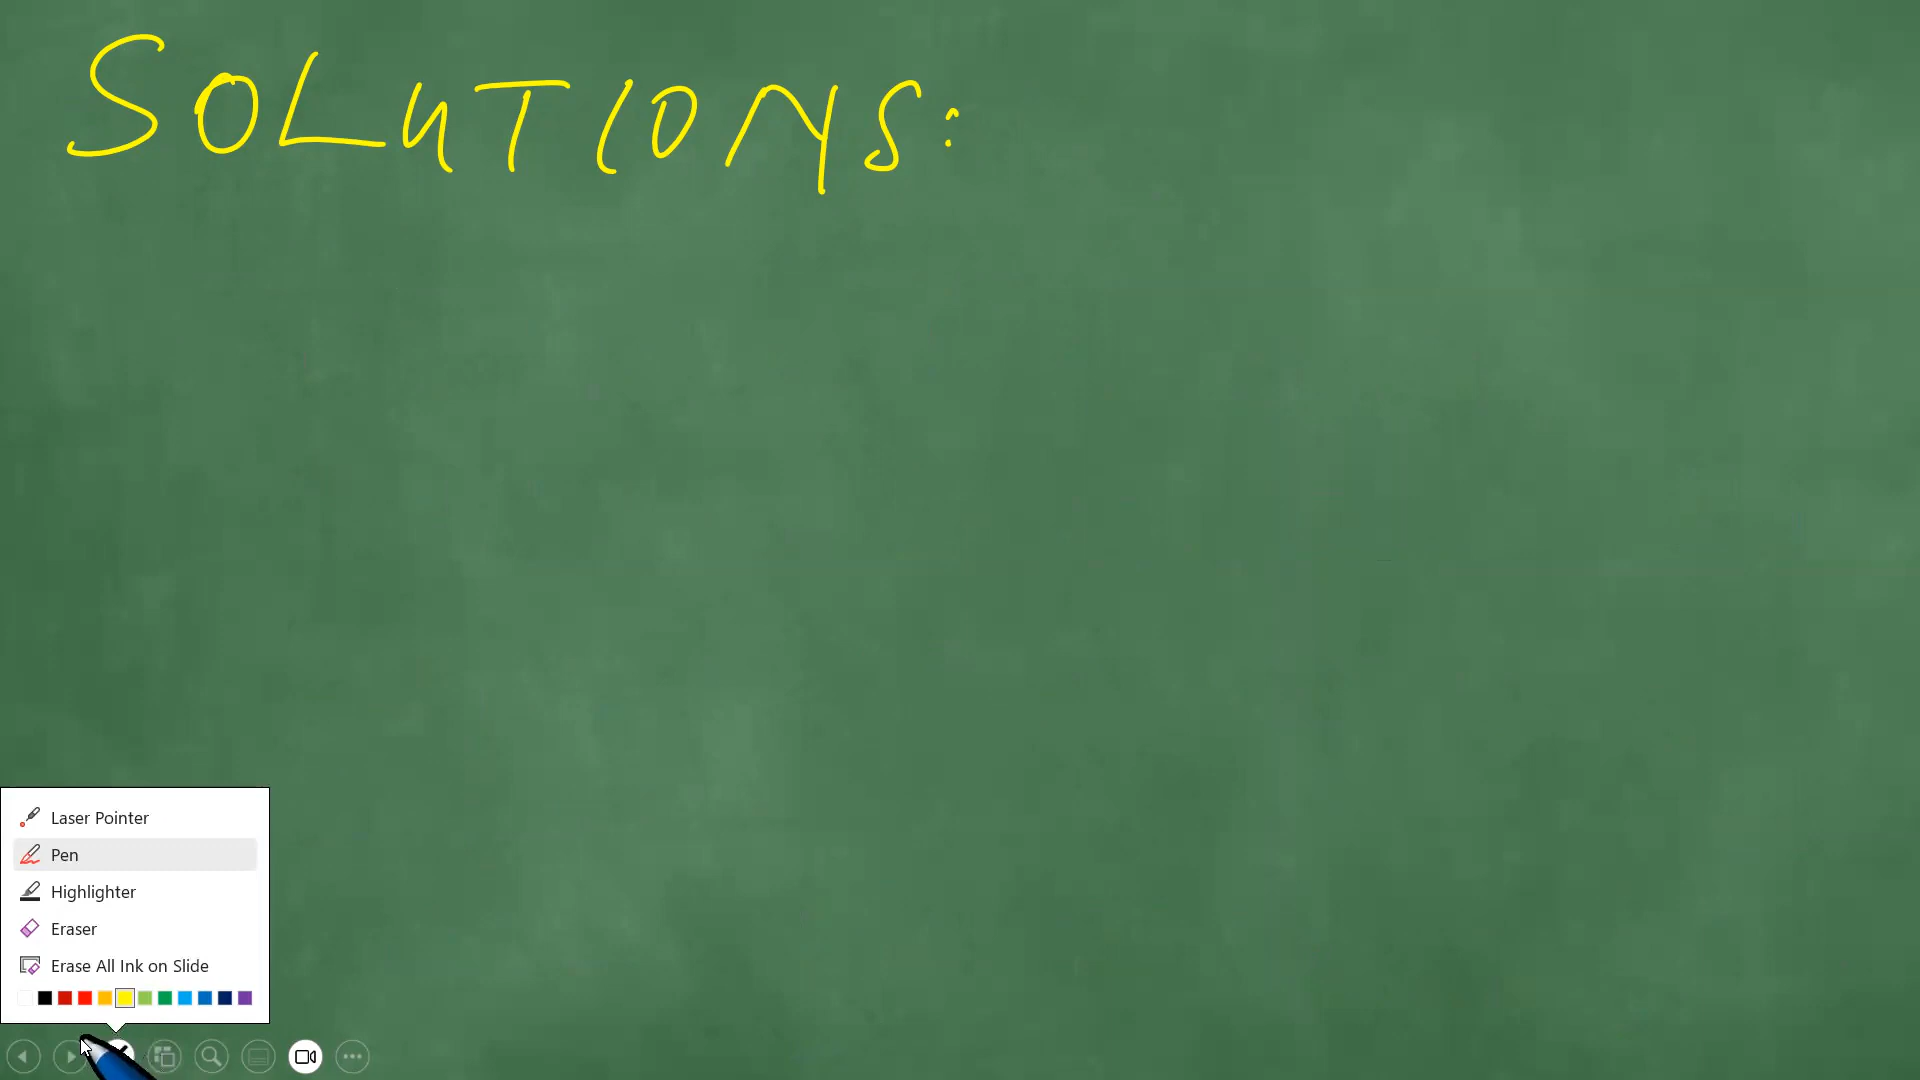 SOLUTIONS:
Laser Pointer
Pen
Highlighter
Eraser
Erase All Ink on Slide